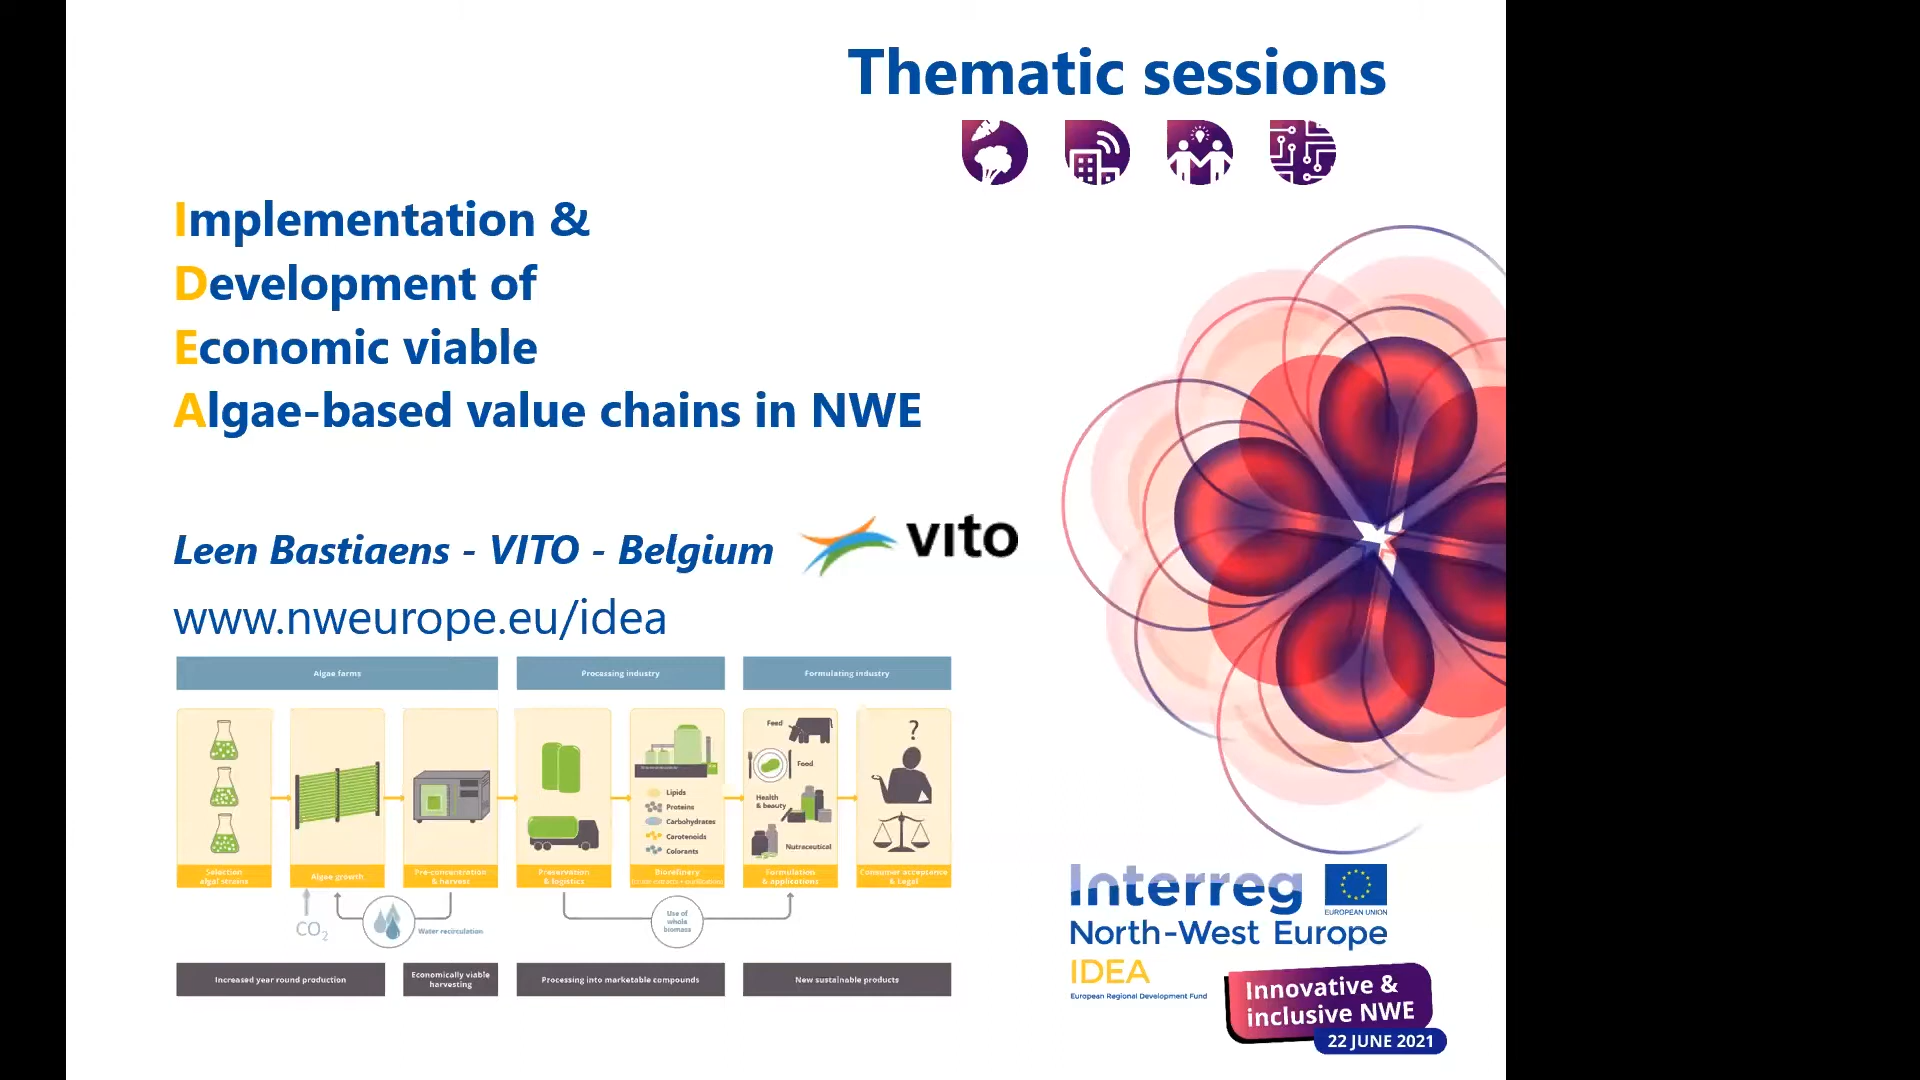 Thematic sessions
Implementation &
Development of
Economic viable
Algae-based value chains in NWE
Leen Bastiaens - VITO - Belgium
vito
www.nweurope.eu/idea
Algae farms
Processing industry
Formulating industry
Selection
algal strains
Algae growth
Pre-concentration
& harvest
Preservation
& logistics
Lipids
Proteins
Carbohydrates
Carotenoids
Colorants
Biorefinery
Feed
Food
Health
& beauty
Nutraceutical
Formulation
& applications
?
Consumer acceptance
& Legal
CO2
Water recirculation
Use of
whole
biomass
Increased year round production
Economically viable
harvesting
Processing into marketable compounds
New sustainable products
Interreg
EUROPEAN UNION
North-West Europe
IDEA
European Regional Development Fund
Innovative &
inclusive NWE
22 JUNE 2021